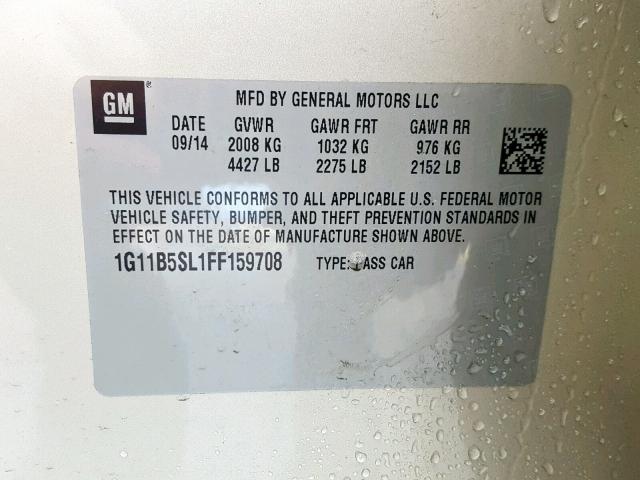 GM ®
MFD BY GENERAL MOTORS LLC
DATE GVWR GAWR FRT GAWR RR
09/14 2008 KG 1032 KG 976 KG
4427 LB 2275 LB 2152 LB
THIS VEHICLE CONFORMS TO ALL APPLICABLE U.S. FEDERAL MOTOR
VEHICLE SAFETY, BUMPER, AND THEFT PREVENTION STANDARDS IN
EFFECT ON THE DATE OF MANUFACTURE SHOWN ABOVE.
1G11B5SL1FF159708 TYPE: PASS CAR